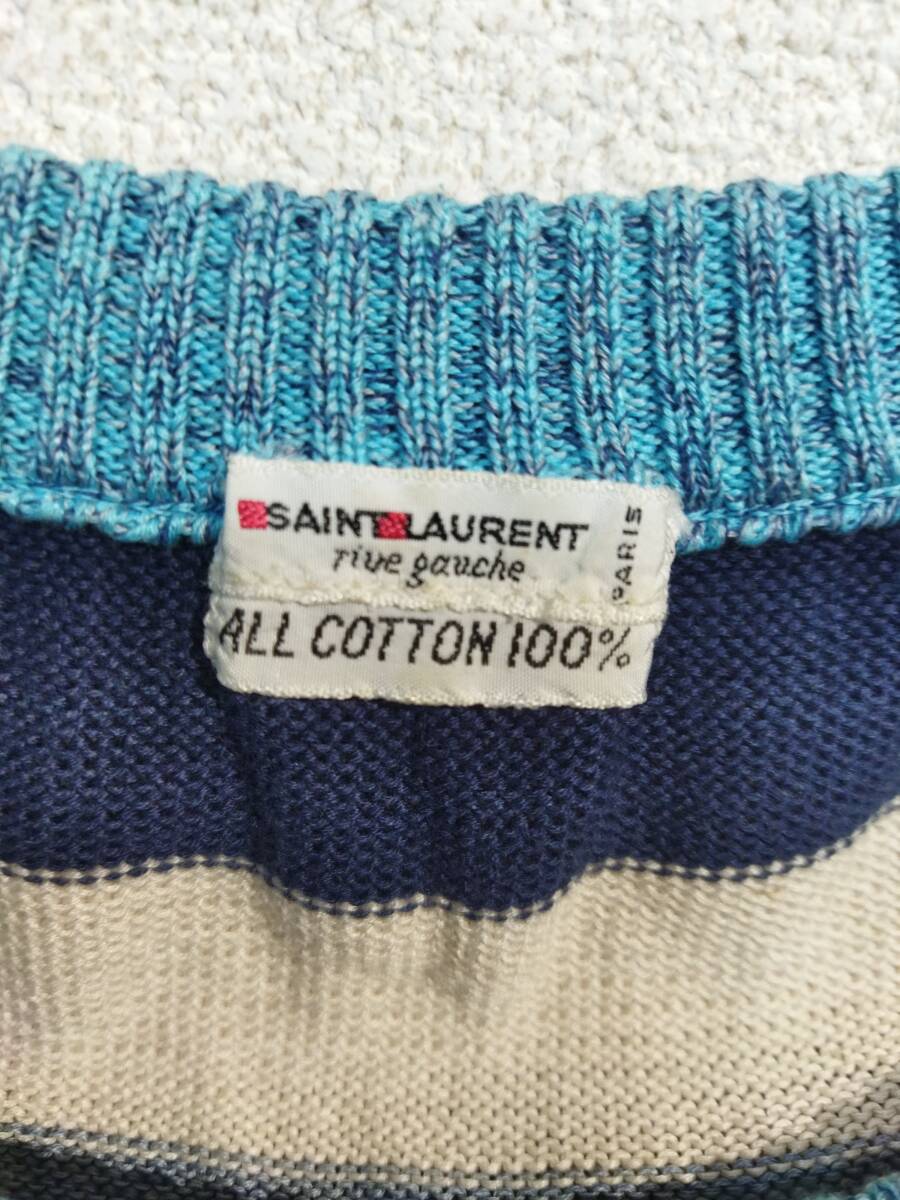 SAINT LAURENT
rive gauche
PARIS
ALL COTTON 100%